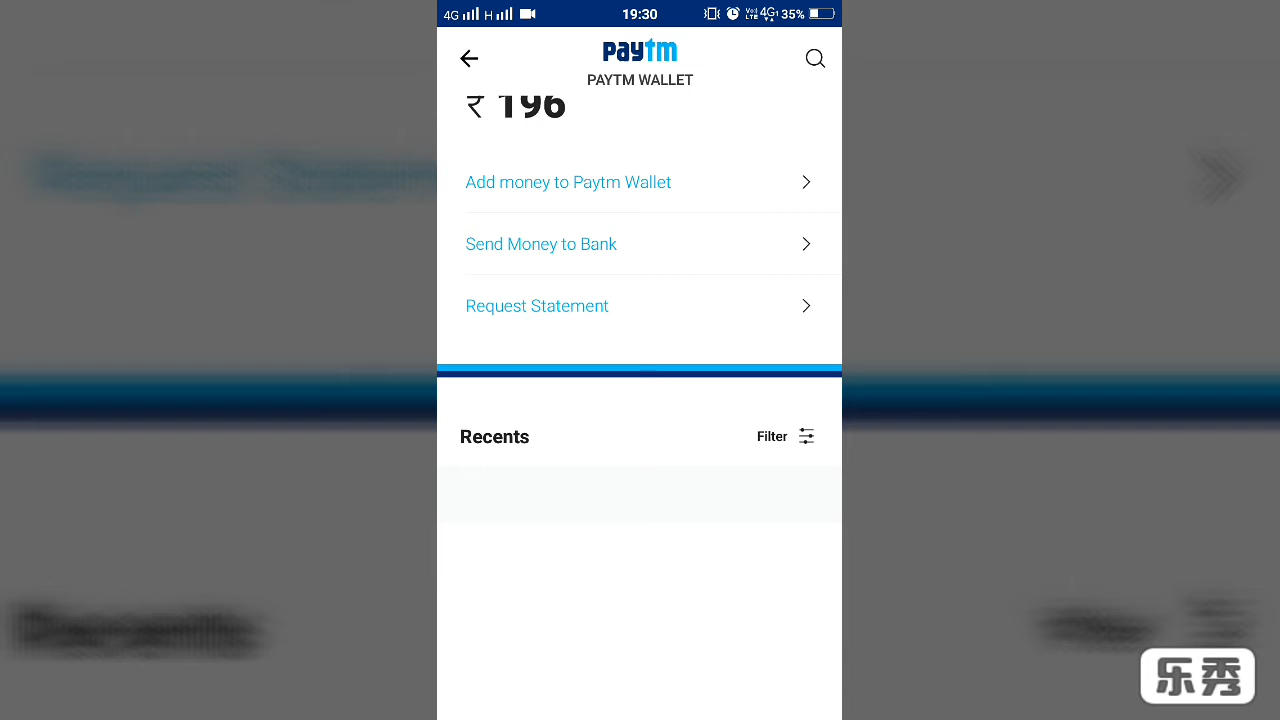 4G H 19:30 VoLTE 4G 35%
paytm
PAYTM WALLET
₹ 196
Add money to Paytm Wallet
Send Money to Bank
Request Statement
Recents
Filter
乐秀